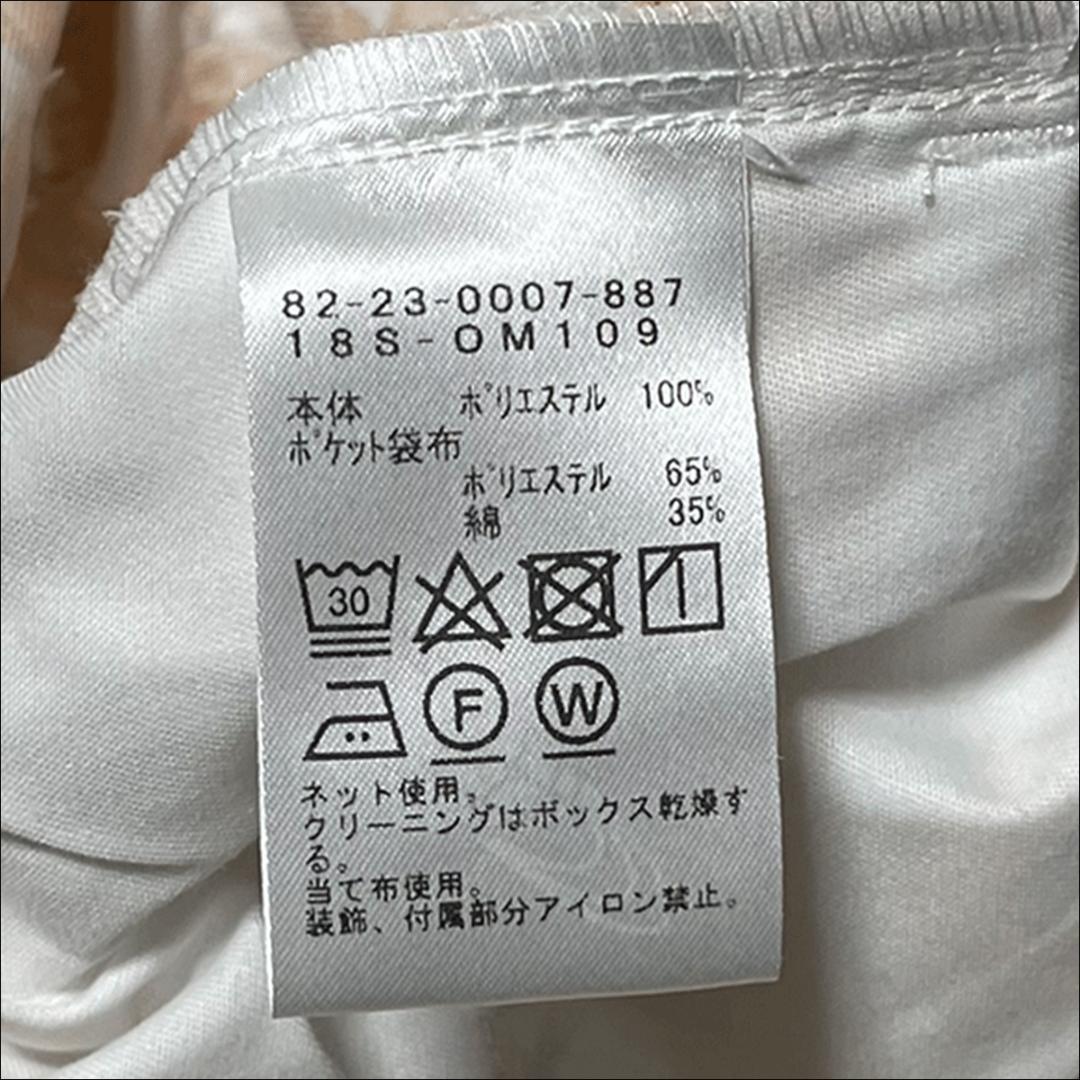 82-23-0007-887
18S-OM109
本体 ポリエステル 100%
ポケット袋布
ポリエステル 65%
綿 35%
30
F W
ネット使用。
クリーニングはボックス乾燥す
る。
当て布使用。
装飾、付属部分アイロン禁止。